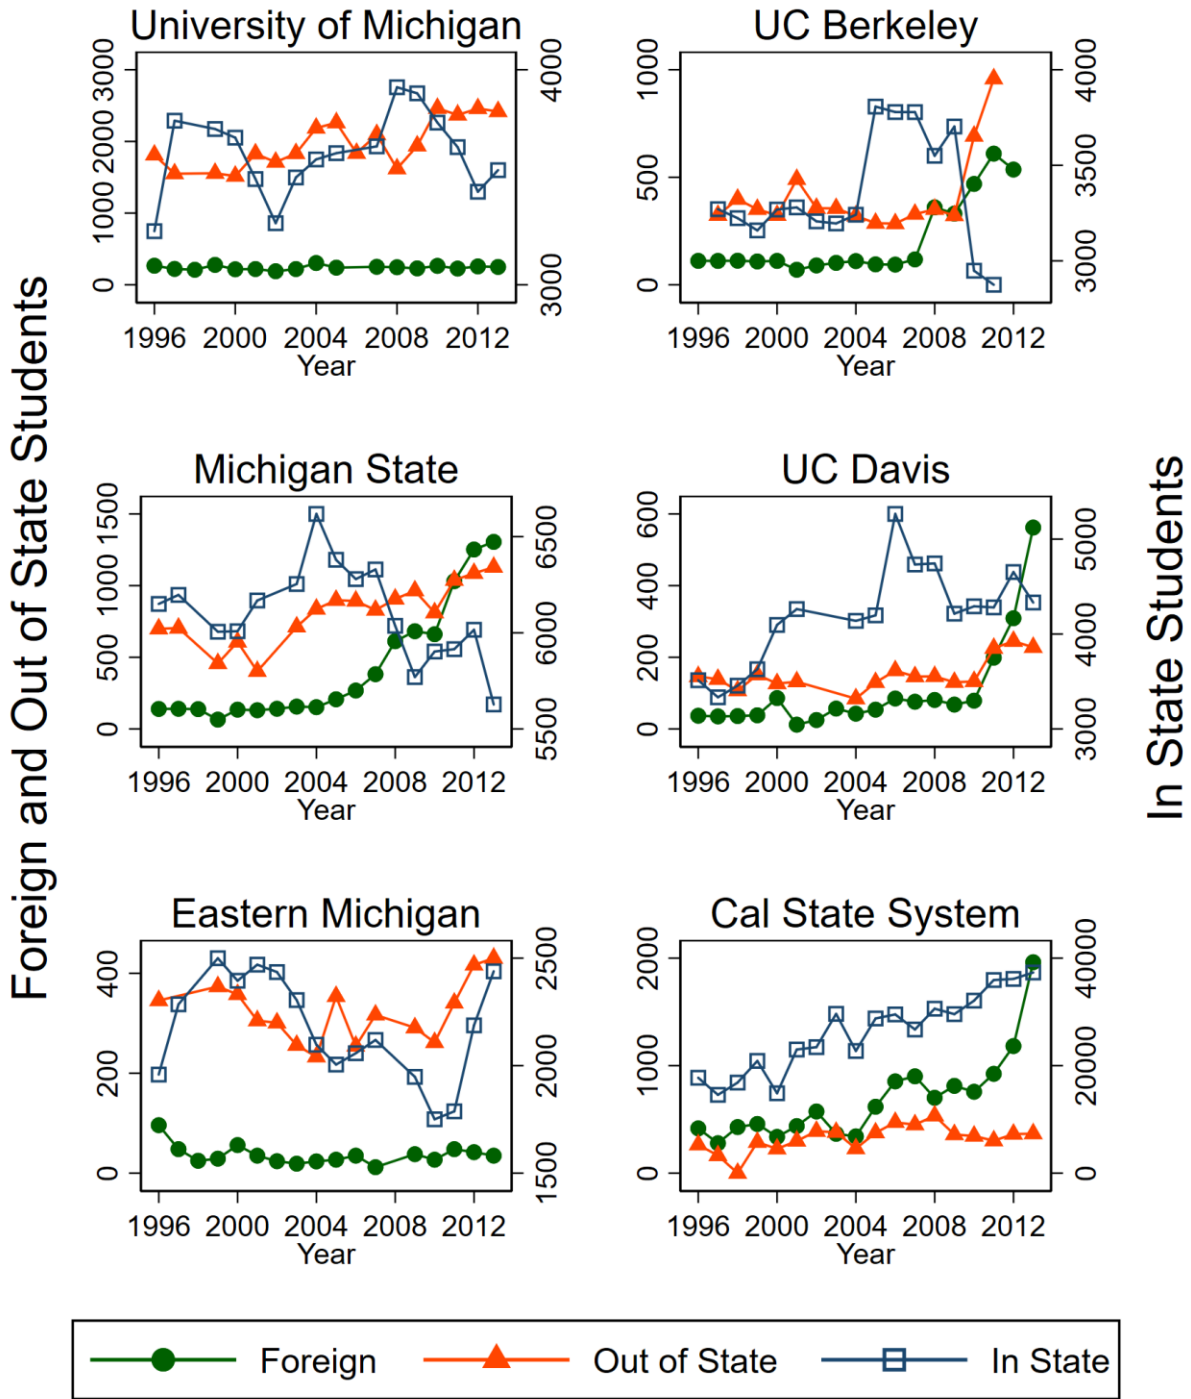 Foreign and Out of State Students
In State Students
University of Michigan
3000
2000
1000
0
4000
3000
1996 2000 2004 2008 2012
Year
UC Berkeley
1000
500
0
4000
3500
3000
1996 2000 2004 2008 2012
Year
Michigan State
1500
1000
500
0
6500
6000
5500
1996 2000 2004 2008 2012
Year
UC Davis
600
400
200
0
5000
4000
3000
1996 2000 2004 2008 2012
Year
Eastern Michigan
400
200
0
2500
2000
1500
1996 2000 2004 2008 2012
Year
Cal State System
2000
1000
0
40000
20000
0
1996 2000 2004 2008 2012
Year
Foreign Out of State In State